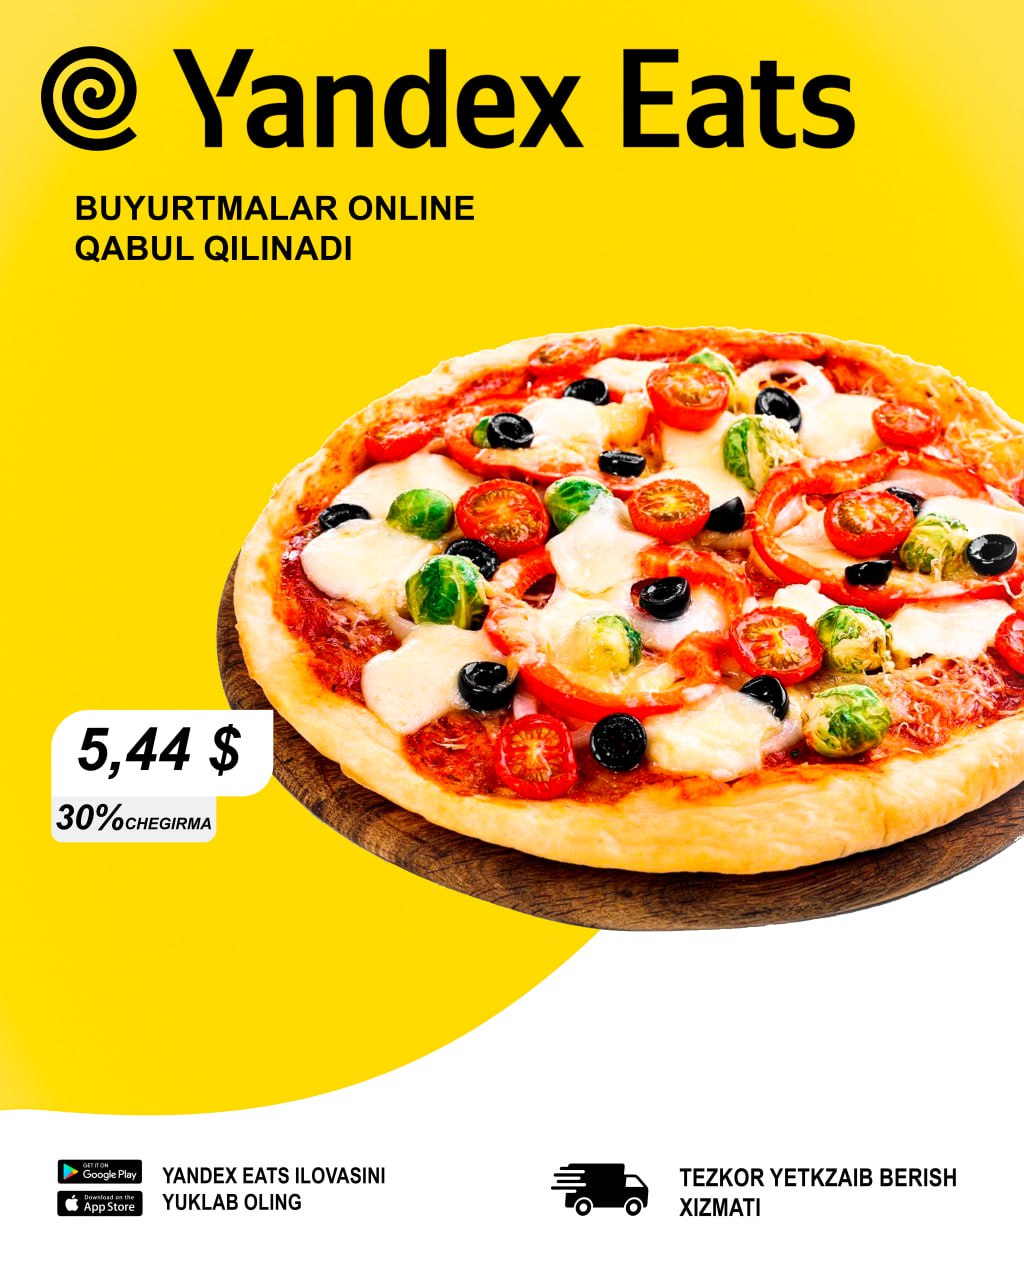 Yandex Eats
BUYURTMALAR ONLINE
QABUL QILINADI
5,44 $
30%CHEGIRMA
GET IT ON
Google Play
Download on the
App Store
YANDEX EATS ILOVASINI
YUKLAB OLING
TEZKOR YETKZAIB BERISH
XIZMATI